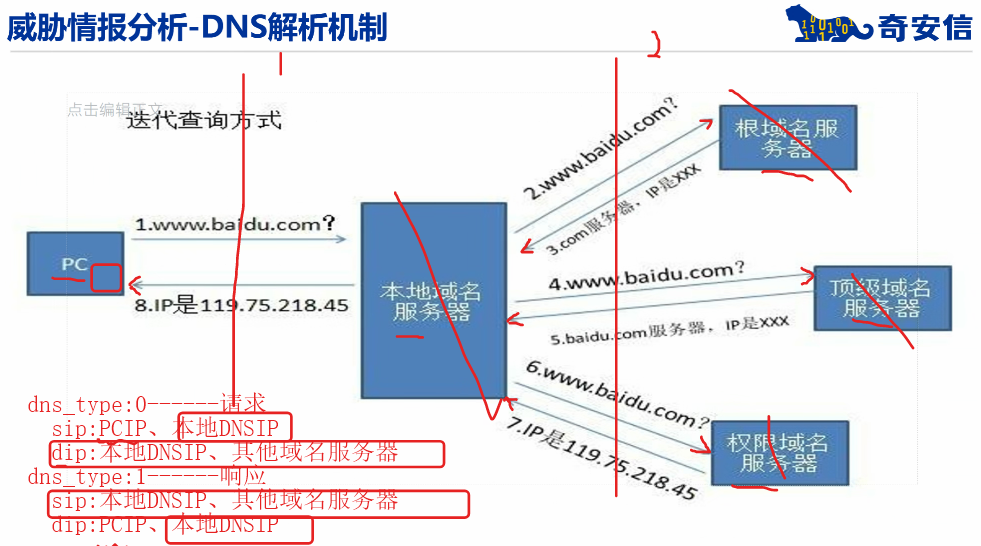 威胁情报分析-DNS解析机制
奇安信
1
2
点击编辑正文
迭代查询方式
根域名服
务器
2.www.baidu.com?
3.com服务器，IP是XXX
1.www.baidu.com?
PC
8.IP是119.75.218.45
本地域名
服务器
4.www.baidu.com?
顶级域名
服务器
5.baidu.com服务器，IP是XXX
6.www.baidu.com?
7.IP是119.75.218.45
权限域名
服务器
dns_type:0------请求
sip:PCIP、本地DNSIP
dip:本地DNSIP、其他域名服务器
dns_type:1------响应
sip:本地DNSIP、其他域名服务器
dip:PCIP、本地DNSIP